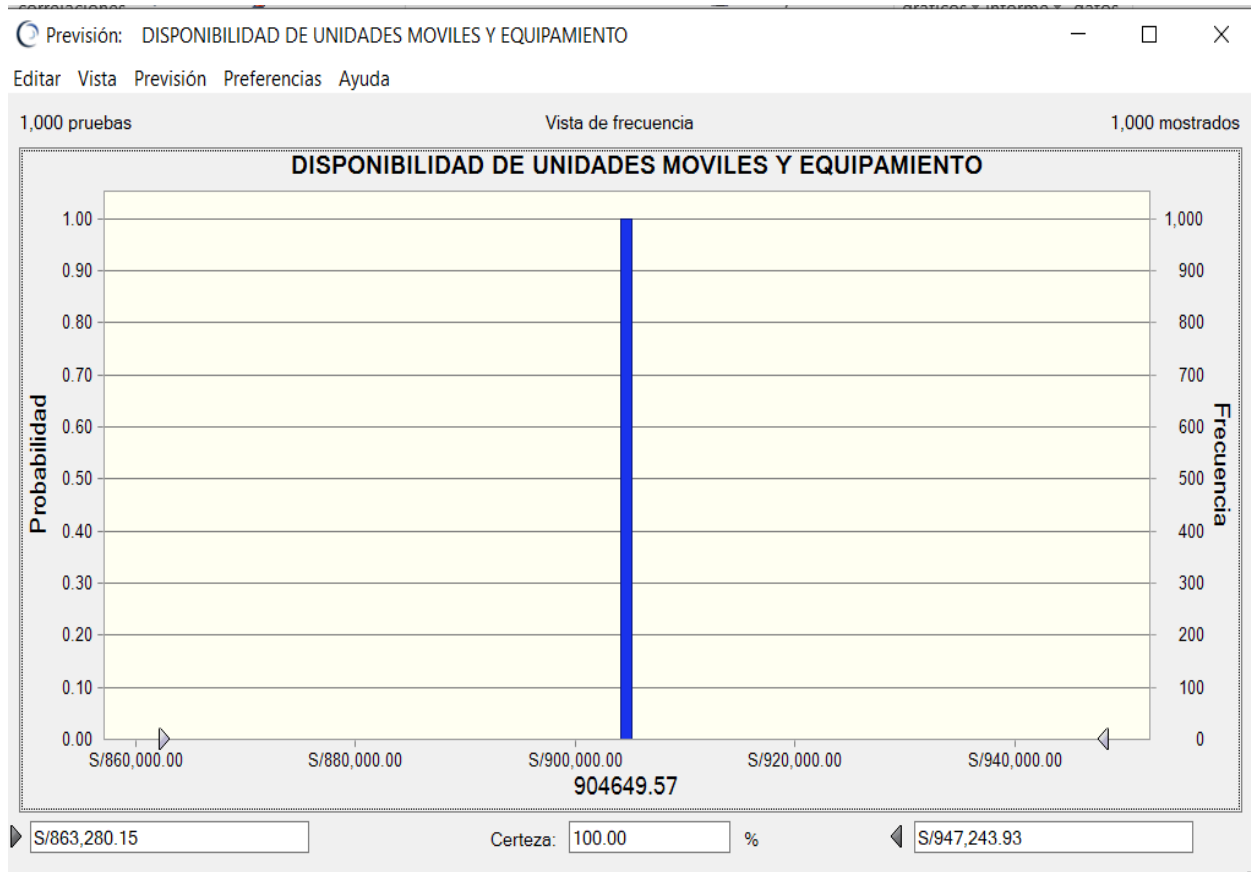 Previsión: DISPONIBILIDAD DE UNIDADES MOVILES Y EQUIPAMIENTO
Editar Vista Previsión Preferencias Ayuda
1,000 pruebas Vista de frecuencia 1,000 mostrados
DISPONIBILIDAD DE UNIDADES MOVILES Y EQUIPAMIENTO
1.00 1,000
0.90 900
0.80 800
0.70 700
0.60 600
0.50 500
0.40 400
0.30 300
0.20 200
0.10 100
0.00 0
Probabilidad
Frecuencia
S/860,000.00 S/880,000.00 S/900,000.00 S/920,000.00 S/940,000.00
904649.57
S/863,280.15 Certeza: 100.00 % S/947,243.93